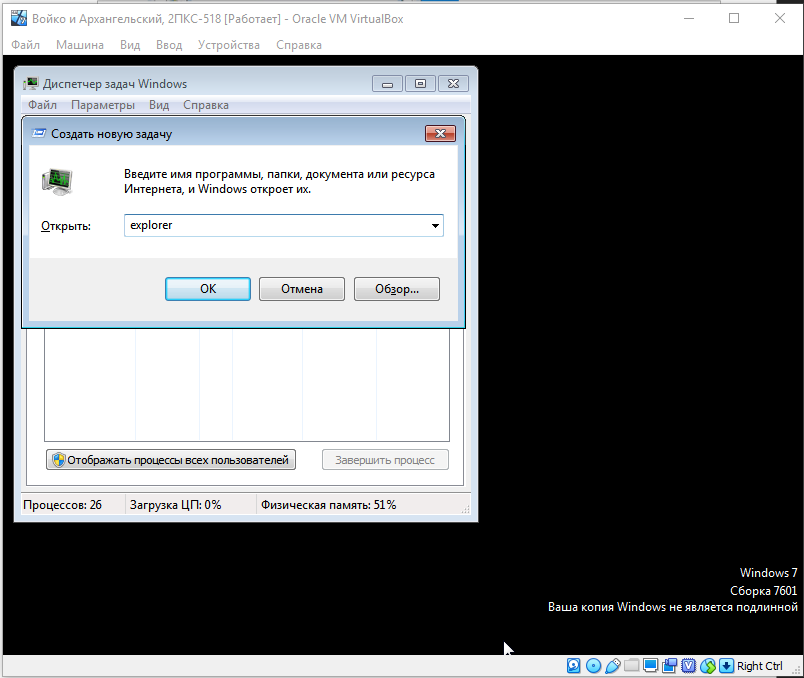 Войко и Архангельский, 2ПКС-518 [Работает] - Oracle VM VirtualBox
Файл Машина Вид Ввод Устройства Справка
Диспетчер задач Windows
Файл Параметры Вид Справка
Создать новую задачу
Введите имя программы, папки, документа или ресурса
Интернета, и Windows откроет их.
Открыть: explorer
ОК Отмена Обзор...
Отображать процессы всех пользователей Завершить процесс
Процессов: 26 Загрузка ЦП: 0% Физическая память: 51%
Windows 7
Сборка 7601
Ваша копия Windows не является подлинной
Right Ctrl